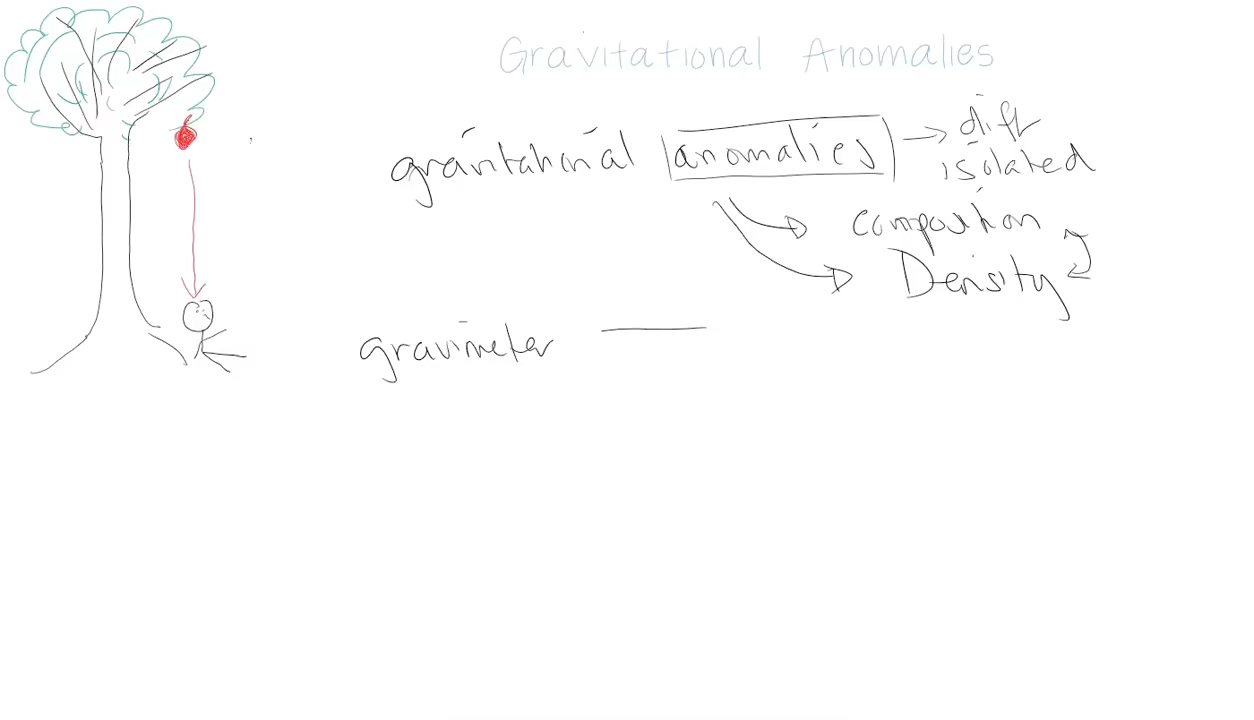 Gravitational Anomalies
gravitational anomalies → diff
isolated
composition
Density
gravimeter